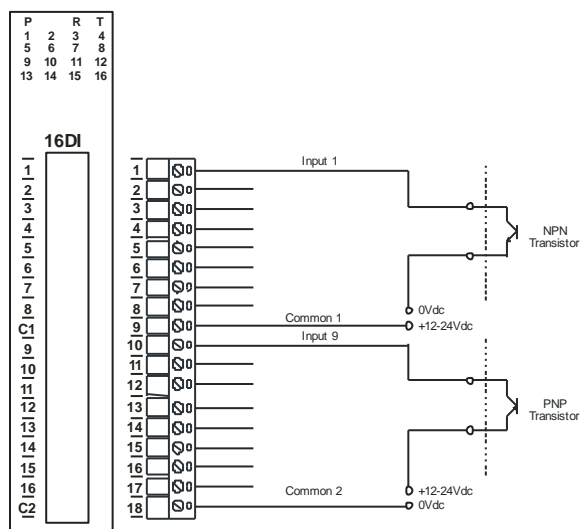 P R T
1 2 3 4
5 6 7 8
9 10 11 12
13 14 15 16
16DI
1
2
3
4
5
6
7
8
C1
9
10
11
12
13
14
15
16
C2
1
2
3
4
5
6
7
8
9
10
11
12
13
14
15
16
17
18
Input 1
NPN
Transistor
0Vdc
Common 1
+12-24Vdc
Input 9
PNP
Transistor
Common 2
+12-24Vdc
0Vdc